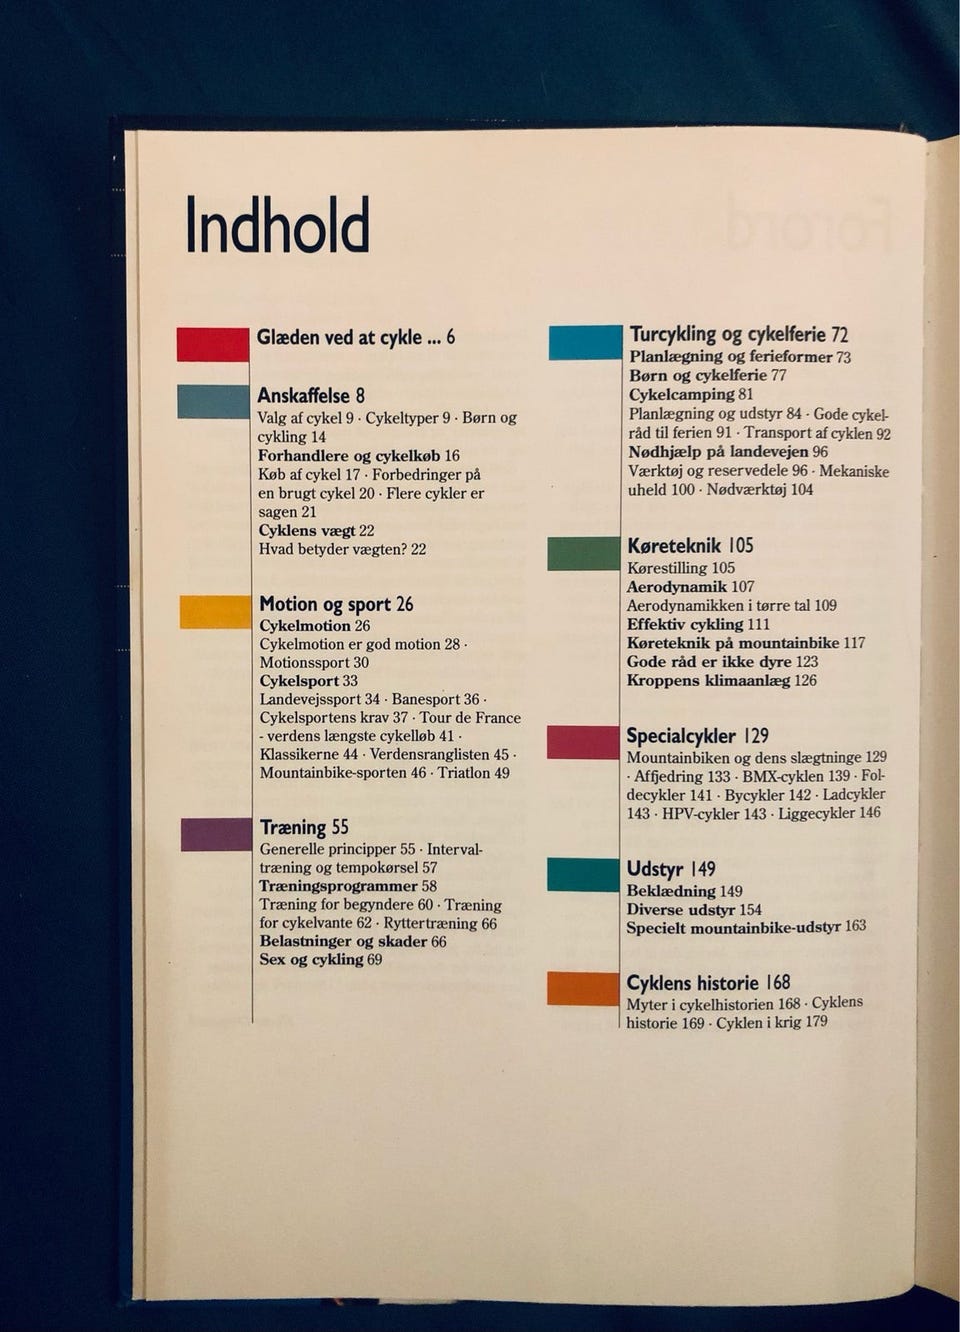 Indhold
Glæden ved at cykle ... 6
Anskaffelse 8
Valg af cykel 9 · Cykeltyper 9 · Børn og
cykling 14
Forhandlere og cykelkøb 16
Køb af cykel 17 · Forbedringer på
en brugt cykel 20 · Flere cykler er
sagen 21
Cyklens vægt 22
Hvad betyder vægten? 22
Motion og sport 26
Cykelmotion 26
Cykelmotion er god motion 28 ·
Motionssport 30
Cykelsport 33
Landevejssport 34 · Banesport 36 ·
Cykelsportens krav 37 · Tour de France
- verdens længste cykelløb 41 ·
Klassikerne 44 · Verdensranglisten 45 ·
Mountainbike-sporten 46 · Triatlon 49
Træning 55
Generelle principper 55 · Interval-
træning og tempokørsel 57
Træningsprogrammer 58
Træning for begyndere 60 · Træning
for cykelvante 62 · Ryttertræning 66
Belastninger og skader 66
Sex og cykling 69
Turcykling og cykelferie 72
Planlægning og ferieformer 73
Børn og cykelferie 77
Cykelcamping 81
Planlægning og udstyr 84 · Gode cykel-
råd til ferien 91 · Transport af cyklen 92
Nødhjælp på landevejen 96
Værktøj og reservedele 96 · Mekaniske
uheld 100 · Nødværktøj 104
Køreteknik 105
Kørestilling 105
Aerodynamik 107
Aerodynamikken i tørre tal 109
Effektiv cykling 111
Køreteknik på mountainbike 117
Gode råd er ikke dyre 123
Kroppens klimaanlæg 126
Specialcykler 129
Mountainbiken og dens slægtninge 129
· Affjedring 133 · BMX-cyklen 139 · Fol-
decykler 141 · Bycykler 142 · Ladcykler
143 · HPV-cykler 143 · Liggecykler 146
Udstyr 149
Beklædning 149
Diverse udstyr 154
Specielt mountainbike-udstyr 163
Cyklens historie 168
Myter i cykelhistorien 168 · Cyklens
historie 169 · Cyklen i krig 179
Forord